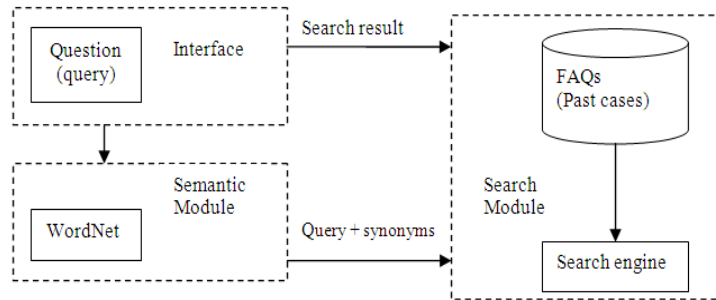 Question
(query)
Interface
Search result
FAQs
(Past cases)
Semantic
Module
WordNet
Query + synonyms
Search
Module
Search engine